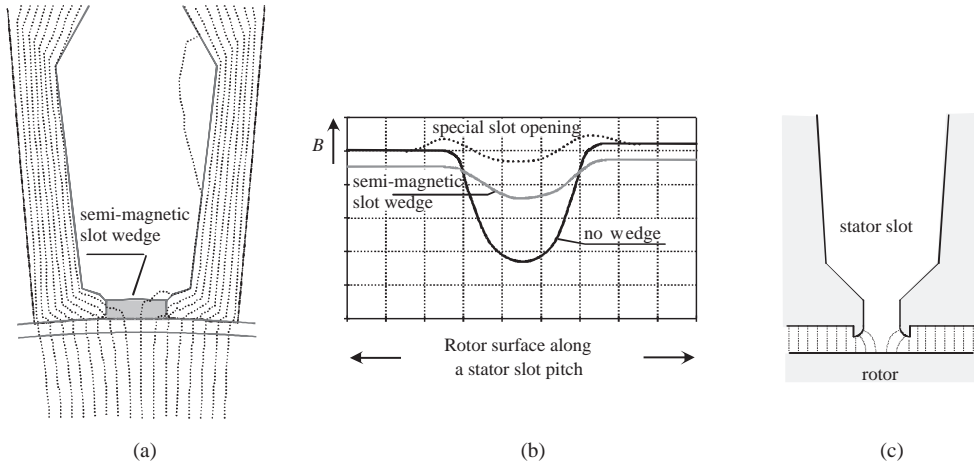 semi-magnetic
slot wedge
(a)
B
special slot opening
semi-magnetic
slot wedge
no wedge
Rotor surface along
a stator slot pitch
(b)
stator slot
rotor
(c)